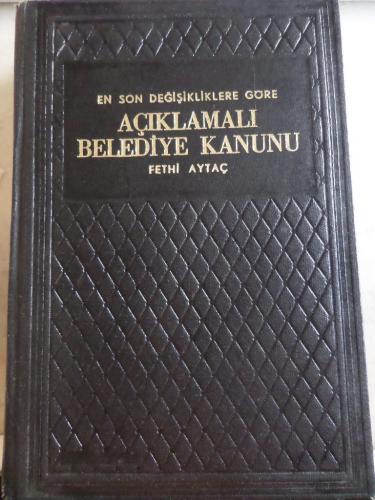 EN SON DEĞİŞİKLİKLERE GÖRE
AÇIKLAMALI
BELEDİYE KANUNU
FETHİ AYTAÇ